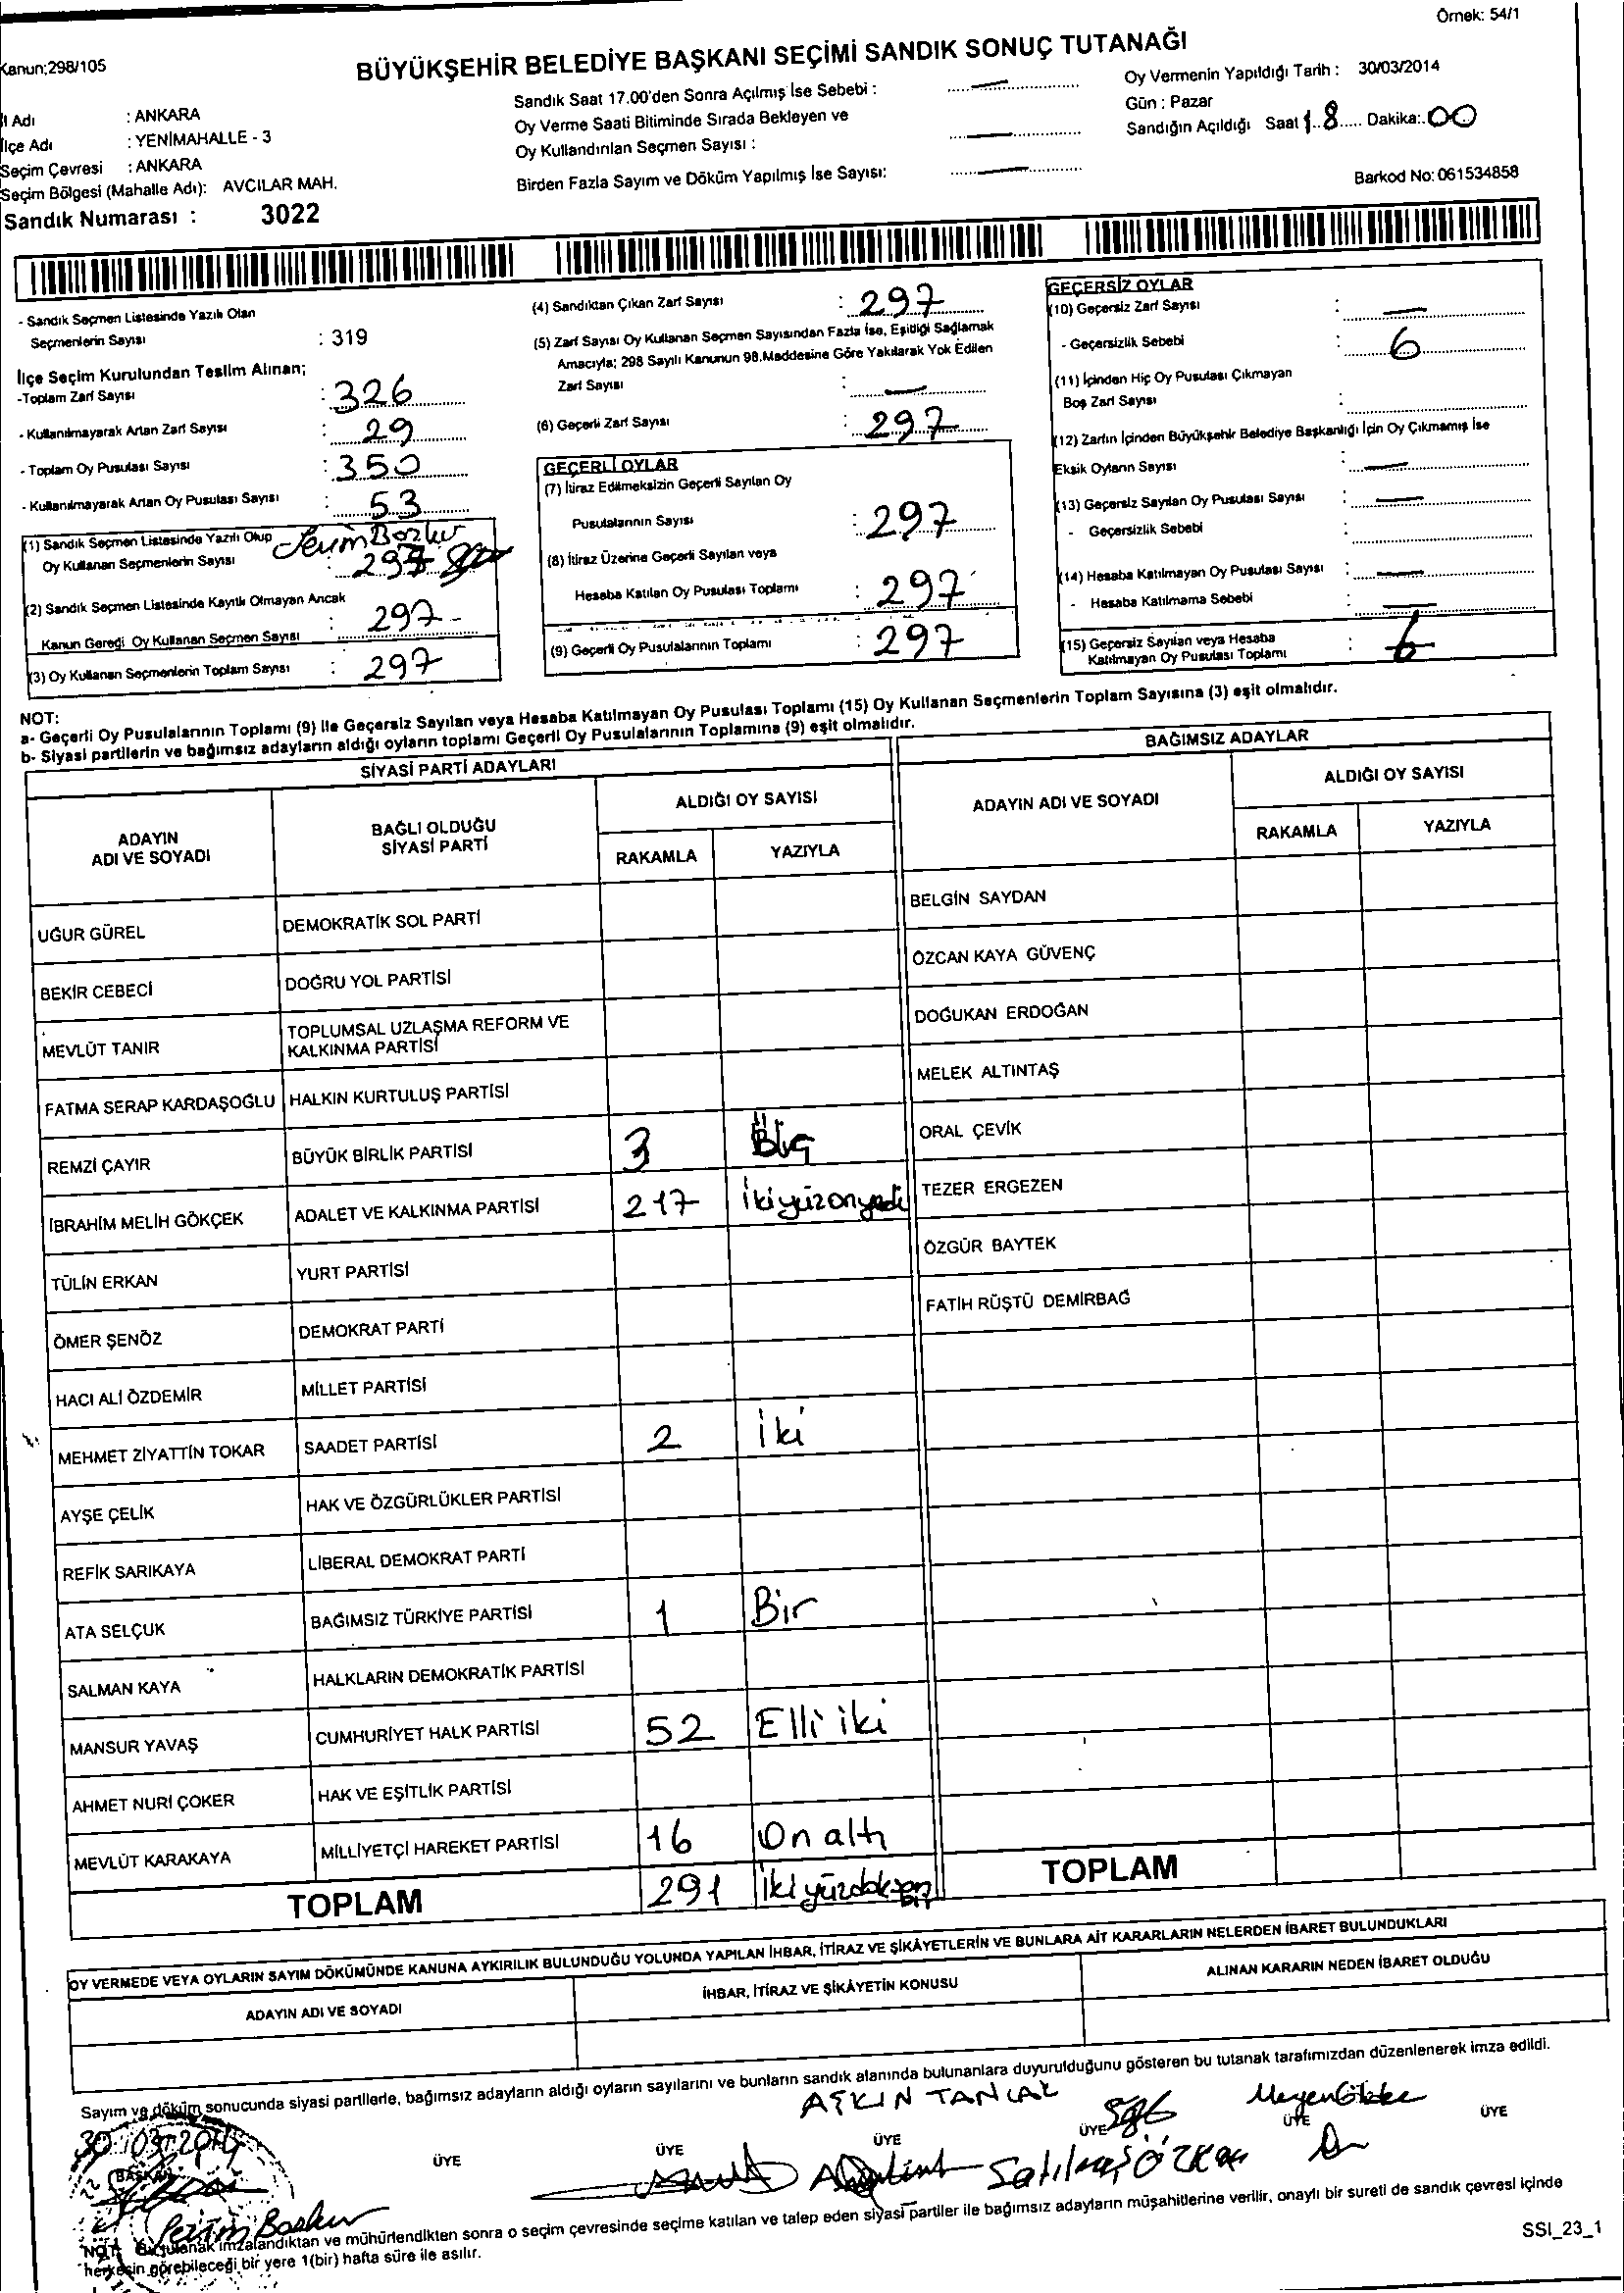 Örnek: 54/1
Kanun;298/105
BÜYÜKŞEHİR BELEDİYE BAŞKANI SEÇİMİ SANDIK SONUÇ TUTANAĞI
İl Adı : ANKARA
İlçe Adı : YENİMAHALLE - 3
Seçim Çevresi : ANKARA
Seçim Bölgesi (Mahalle Adı): AVCILAR MAH.
Sandık Numarası : 3022
Sandık Saat 17.00'den Sonra Açılmış İse Sebebi : —
Oy Verme Saati Bitiminde Sırada Bekleyen ve
Oy Kullandırılan Seçmen Sayısı : —
Birden Fazla Sayım ve Döküm Yapılmış İse Sayısı: —
Oy Vermenin Yapıldığı Tarih : 30/03/2014
Gün : Pazar
Sandığın Açıldığı Saat 18 Dakika: 00
Barkod No: 061534858
- Sandık Seçmen Listesinde Yazılı Olan
Seçmenlerin Sayısı : 319
İlçe Seçim Kurulundan Teslim Alınan;
-Toplam Zarf Sayısı : 326
- Kullanılmayarak Artan Zarf Sayısı : 29
- Toplam Oy Pusulası Sayısı : 350
- Kullanılmayarak Artan Oy Pusulası Sayısı : 53
(1) Sandık Seçmen Listesinde Yazılı Olup
Oy Kullanan Seçmenlerin Sayısı : 297
(2) Sandık Seçmen Listesinde Kayıtlı Olmayan Ancak
Kanun Gereği Oy Kullanan Seçmen Sayısı : 297-
(3) Oy Kullanan Seçmenlerin Toplam Sayısı : 297
(4) Sandıktan Çıkan Zarf Sayısı : 297
(5) Zarf Sayısı Oy Kullanan Seçmen Sayısından Fazla İse, Eşitliği Sağlamak
Amacıyla; 298 Sayılı Kanunun 98.Maddesine Göre Yakılarak Yok Edilen
Zarf Sayısı : —
(6) Geçerli Zarf Sayısı : 297
GEÇERLİ OYLAR
(7) İtiraz Edilmeksizin Geçerli Sayılan Oy
Pusulalarının Sayısı : 297
(8) İtiraz Üzerine Geçerli Sayılan veya
Hesaba Katılan Oy Pusulası Toplamı : 297
(9) Geçerli Oy Pusulalarının Toplamı : 297
GEÇERSİZ OYLAR
(10) Geçersiz Zarf Sayısı : —
- Geçersizlik Sebebi : 6
(11) İçinden Hiç Oy Pusulası Çıkmayan
Boş Zarf Sayısı :
(12) Zarfın İçinden Büyükşehir Belediye Başkanlığı İçin Oy Çıkmamış İse
Eksik Oyların Sayısı : —
(13) Geçersiz Sayılan Oy Pusulası Sayısı : —
- Geçersizlik Sebebi :
(14) Hesaba Katılmayan Oy Pusulası Sayısı : —
- Hesaba Katılmama Sebebi : —
(15) Geçersiz Sayılan veya Hesaba
Katılmayan Oy Pusulası Toplamı : 6
NOT:
a- Geçerli Oy Pusulalarının Toplamı (9) ile Geçersiz Sayılan veya Hesaba Katılmayan Oy Pusulası Toplamı (15) Oy Kullanan Seçmenlerin Toplam Sayısına (3) eşit olmalıdır.
b- Siyasi partilerin ve bağımsız adayların aldığı oyların toplamı Geçerli Oy Pusulalarının Toplamına (9) eşit olmalıdır.
SİYASİ PARTİ ADAYLARI
ADAYIN ADI VE SOYADI
BAĞLI OLDUĞU SİYASİ PARTİ
ALDIĞI OY SAYISI
RAKAMLA YAZIYLA
UĞUR GÜREL DEMOKRATİK SOL PARTİ
BEKİR CEBECİ DOĞRU YOL PARTİSİ
MEVLÜT TANIR TOPLUMSAL UZLAŞMA REFORM VE KALKINMA PARTİSİ
FATMA SERAP KARDAŞOĞLU HALKIN KURTULUŞ PARTİSİ
REMZİ ÇAYIR BÜYÜK BİRLİK PARTİSİ 3 Üç
İBRAHİM MELİH GÖKÇEK ADALET VE KALKINMA PARTİSİ 217 İkiyüzonyedi
TÜLİN ERKAN YURT PARTİSİ
ÖMER ŞENÖZ DEMOKRAT PARTİ
HACI ALİ ÖZDEMİR MİLLET PARTİSİ
MEHMET ZİYATTİN TOKAR SAADET PARTİSİ 2 İki
AYŞE ÇELİK HAK VE ÖZGÜRLÜKLER PARTİSİ
REFİK SARIKAYA LİBERAL DEMOKRAT PARTİ
ATA SELÇUK BAĞIMSIZ TÜRKİYE PARTİSİ 1 Bir
SALMAN KAYA HALKLARIN DEMOKRATİK PARTİSİ
MANSUR YAVAŞ CUMHURİYET HALK PARTİSİ 52 Elli iki
AHMET NURİ ÇOKER HAK VE EŞİTLİK PARTİSİ
MEVLÜT KARAKAYA MİLLİYETÇİ HAREKET PARTİSİ 16 On altı
TOPLAM 291 İkiyüzdoksanbir
BAĞIMSIZ ADAYLAR
ADAYIN ADI VE SOYADI
ALDIĞI OY SAYISI
RAKAMLA YAZIYLA
BELGİN SAYDAN
ÖZCAN KAYA GÜVENÇ
DOĞUKAN ERDOĞAN
MELEK ALTINTAŞ
ORAL ÇEVİK
TEZER ERGEZEN
ÖZGÜR BAYTEK
FATİH RÜŞTÜ DEMİRBAĞ
TOPLAM
OY VERMEDE VEYA OYLARIN SAYIM DÖKÜMÜNDE KANUNA AYKIRILIK BULUNDUĞU YOLUNDA YAPILAN İHBAR, İTİRAZ VE ŞİKÂYETLERİN VE BUNLARA AİT KARARLARIN NELERDEN İBARET BULUNDUKLARI
ADAYIN ADI VE SOYADI
İHBAR, İTİRAZ VE ŞİKÂYETİN KONUSU
ALINAN KARARIN NEDEN İBARET OLDUĞU
Sayım ve döküm sonucunda siyasi partilerle, bağımsız adayların aldığı oyların sayılarını ve bunların sandık alanında bulunanlara duyurulduğunu gösteren bu tutanak tarafımızdan düzenlenerek imza edildi.
30/03/2014
BAŞKAN
ÜYE ÜYE ÜYE ÜYE ÜYE ÜYE
AŞKIN
Satılmış ÖZKAN
NOT: Bu tutanak imzalandıktan ve mühürlendikten sonra o seçim çevresinde seçime katılan ve talep eden siyasi partiler ile bağımsız adayların müşahitlerine verilir, onaylı bir sureti de sandık çevresi içinde
herkesin görebileceği bir yere 1(bir) hafta süre ile asılır.
SSI_23_1